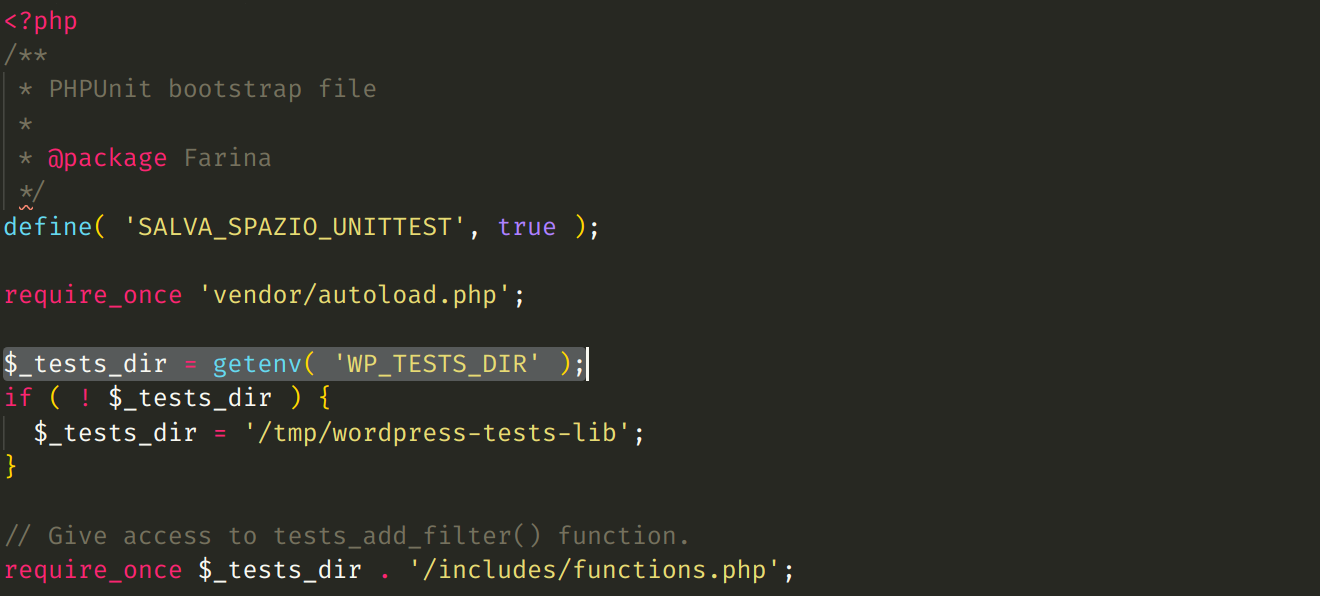 <?php
/**
 * PHPUnit bootstrap file
 *
 * @package Farina
 */
define( 'SALVA_SPAZIO_UNITTEST', true );

require_once 'vendor/autoload.php';

$_tests_dir = getenv( 'WP_TESTS_DIR' );
if ( ! $_tests_dir ) {
  $_tests_dir = '/tmp/wordpress-tests-lib';
}

// Give access to tests_add_filter() function.
require_once $_tests_dir . '/includes/functions.php';